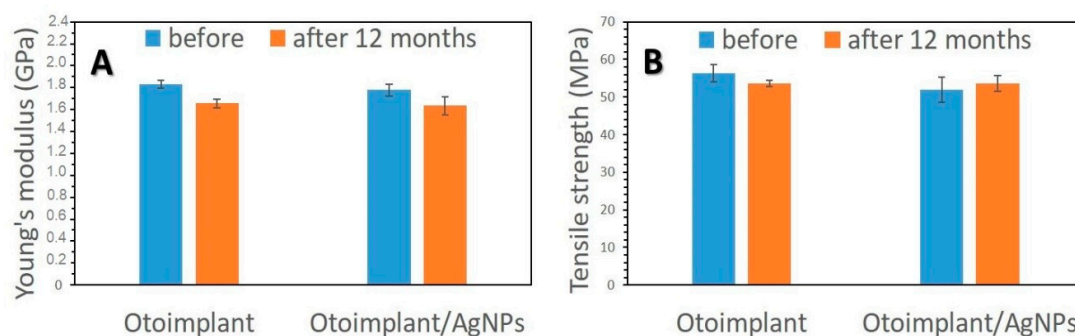 A
before
after 12 months
Young's modulus (GPa)
2.4
2.2
2.0
1.8
1.6
1.4
1.2
1.0
0.8
0.6
0.4
0.2
0
Otoimplant
Otoimplant/AgNPs
B
before
after 12 months
Tensile strength (MPa)
70
60
50
40
30
20
10
0
Otoimplant
Otoimplant/AgNPs